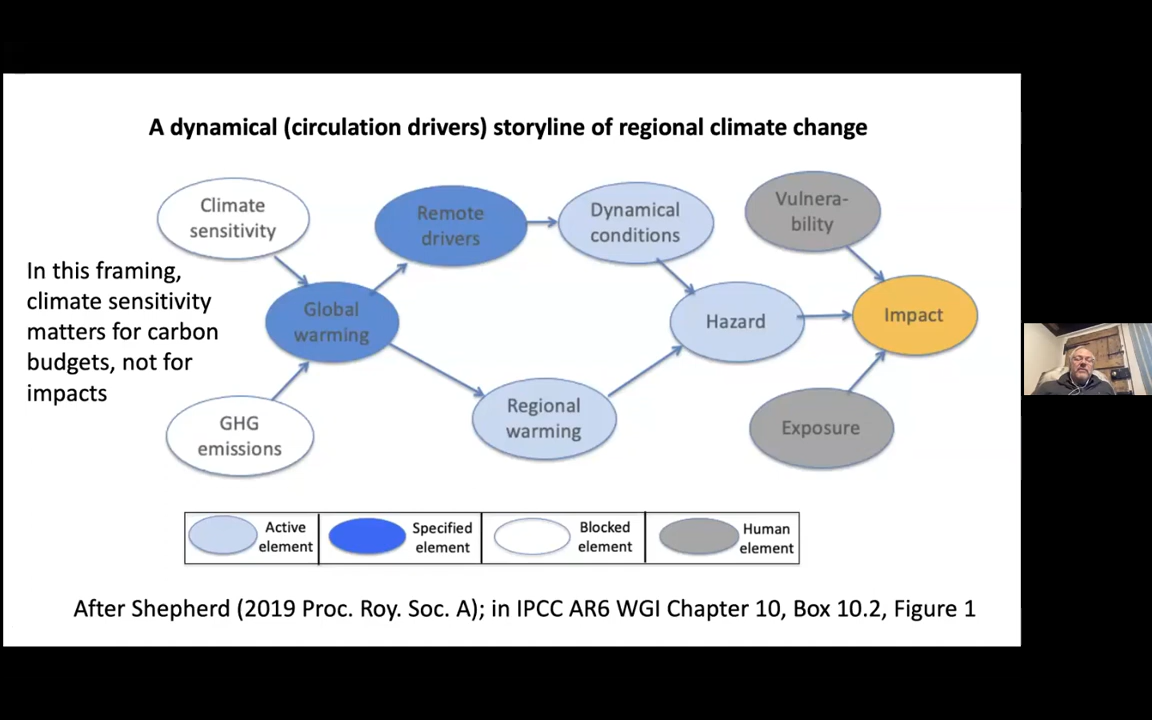 A dynamical (circulation drivers) storyline of regional climate change
Climate
sensitivity
Remote
drivers
Dynamical
conditions
Vulnera-
bility
In this framing,
climate sensitivity
matters for carbon
budgets, not for
impacts
Global
warming
Hazard
Impact
GHG
emissions
Regional
warming
Exposure
Active
element
Specified
element
Blocked
element
Human
element
After Shepherd (2019 Proc. Roy. Soc. A); in IPCC AR6 WGI Chapter 10, Box 10.2, Figure 1